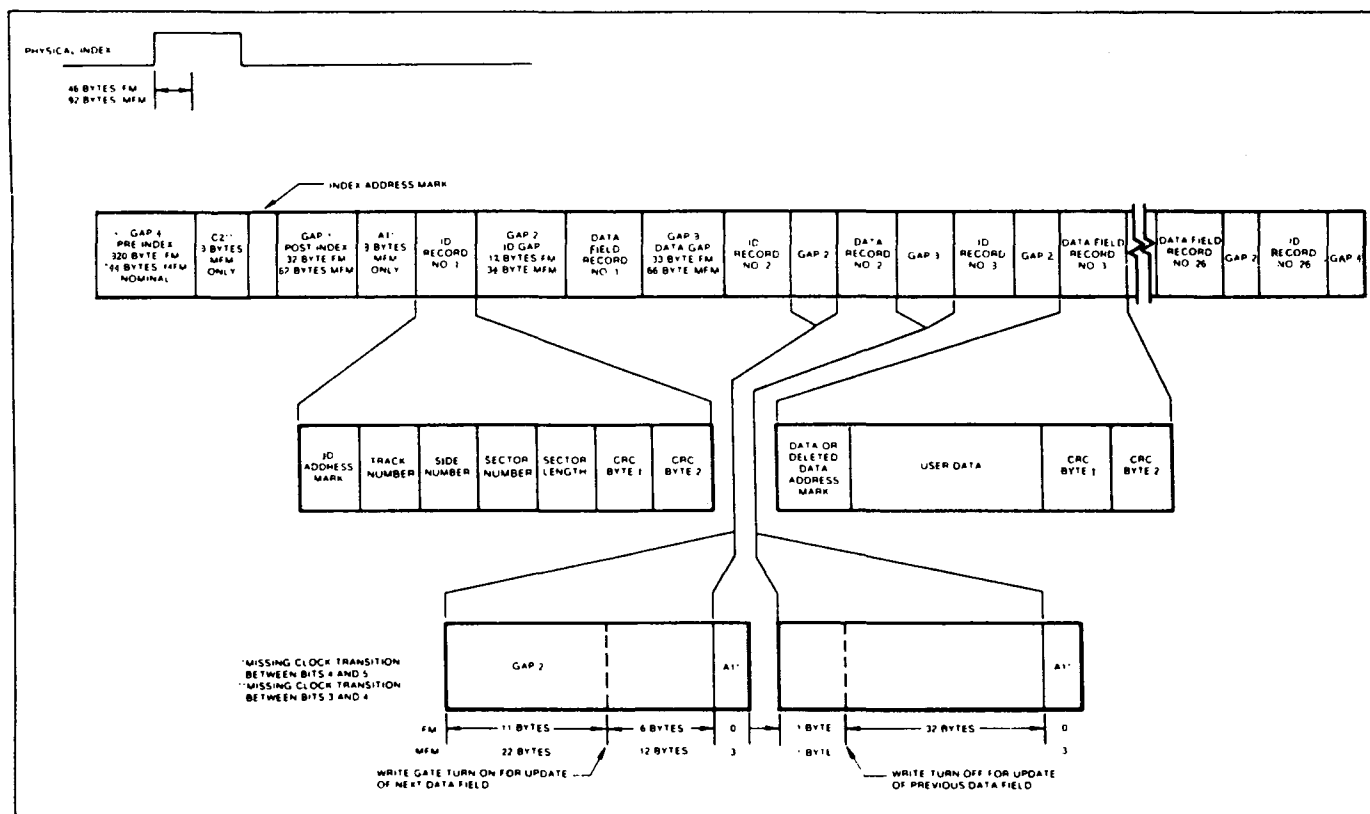 PHYSICAL INDEX
46 BYTES FM
92 BYTES MFM
INDEX ADDRESS MARK
GAP 4
PRE INDEX
320 BYTE FM
BYTES MFM
NOMINAL
C2**
3 BYTES
MFM
ONLY
GAP 1
POST INDEX
32 BYTE FM
62 BYTES MFM
A1*
3 BYTES
MFM
ONLY
ID
RECORD
NO. 1
GAP 2
ID GAP
12 BYTES FM
34 BYTE MFM
DATA
FIELD
RECORD
NO. 1
GAP 3
DATA GAP
33 BYTE FM
66 BYTE MFM
ID
RECORD
NO. 2
GAP 2
DATA
RECORD
NO. 2
GAP 3
ID
RECORD
NO. 3
GAP 2
DATA FIELD
RECORD
NO. 3
DATA FIELD
RECORD
NO. 26
GAP 2
ID
RECORD
NO. 26
GAP 4
ID
ADDRESS
MARK
TRACK
NUMBER
SIDE
NUMBER
SECTOR
NUMBER
SECTOR
LENGTH
CRC
BYTE 1
CRC
BYTE 2
DATA OR
DELETED
DATA
ADDRESS
MARK
USER DATA
CRC
BYTE 1
CRC
BYTE 2
*MISSING CLOCK TRANSITION
BETWEEN BITS 4 AND 5
**MISSING CLOCK TRANSITION
BETWEEN BITS 3 AND 4
GAP 2
A1*
A1*
FM 11 BYTES 6 BYTES 0 1 BYTE 32 BYTES 0
MFM 22 BYTES 12 BYTES 3 1 BYTE 3
WRITE GATE TURN ON FOR UPDATE
OF NEXT DATA FIELD
WRITE TURN OFF FOR UPDATE
OF PREVIOUS DATA FIELD